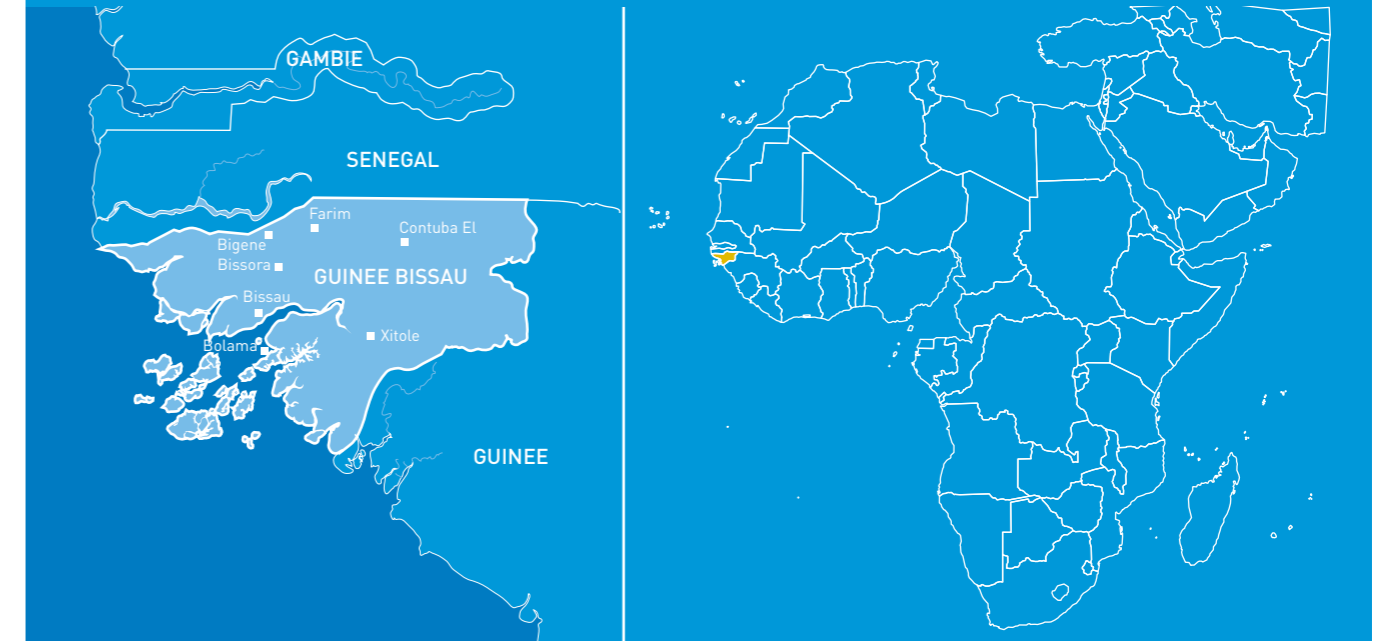 GAMBIE
SENEGAL
Farim
Contuba El
Bigene
Bissora
GUINEE BISSAU
Bissau
Xitole
Bolama
GUINEE